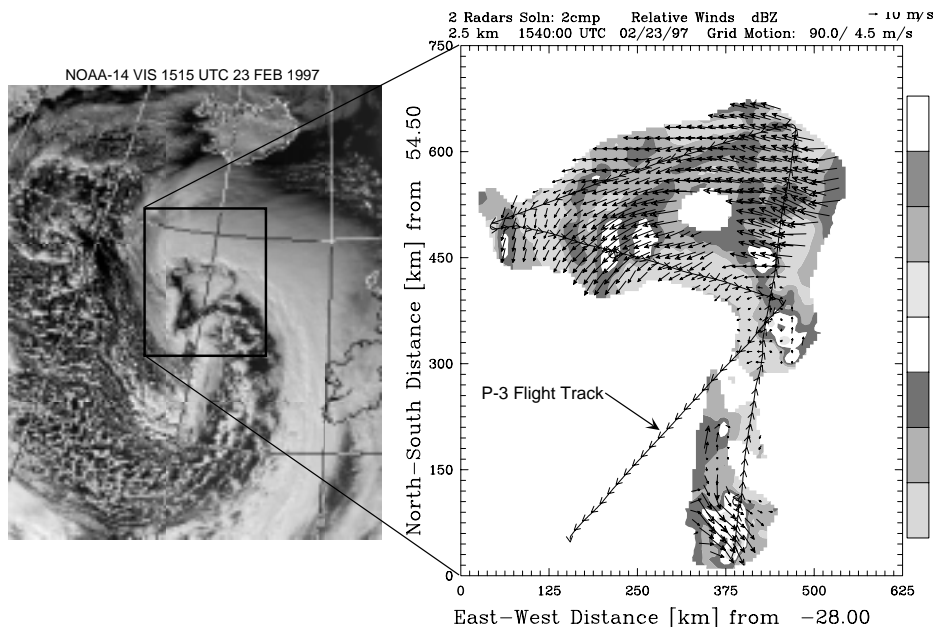 2 Radars Soln: 2cmp Relative Winds dBZ → 10 m/s
2.5 km 1540:00 UTC 02/23/97 Grid Motion: 90.0/ 4.5 m/s
NOAA-14 VIS 1515 UTC 23 FEB 1997
750
600
450
300
150
0
North-South Distance [km] from 54.50
P-3 Flight Track
0 125 250 375 500 625
East-West Distance [km] from -28.00